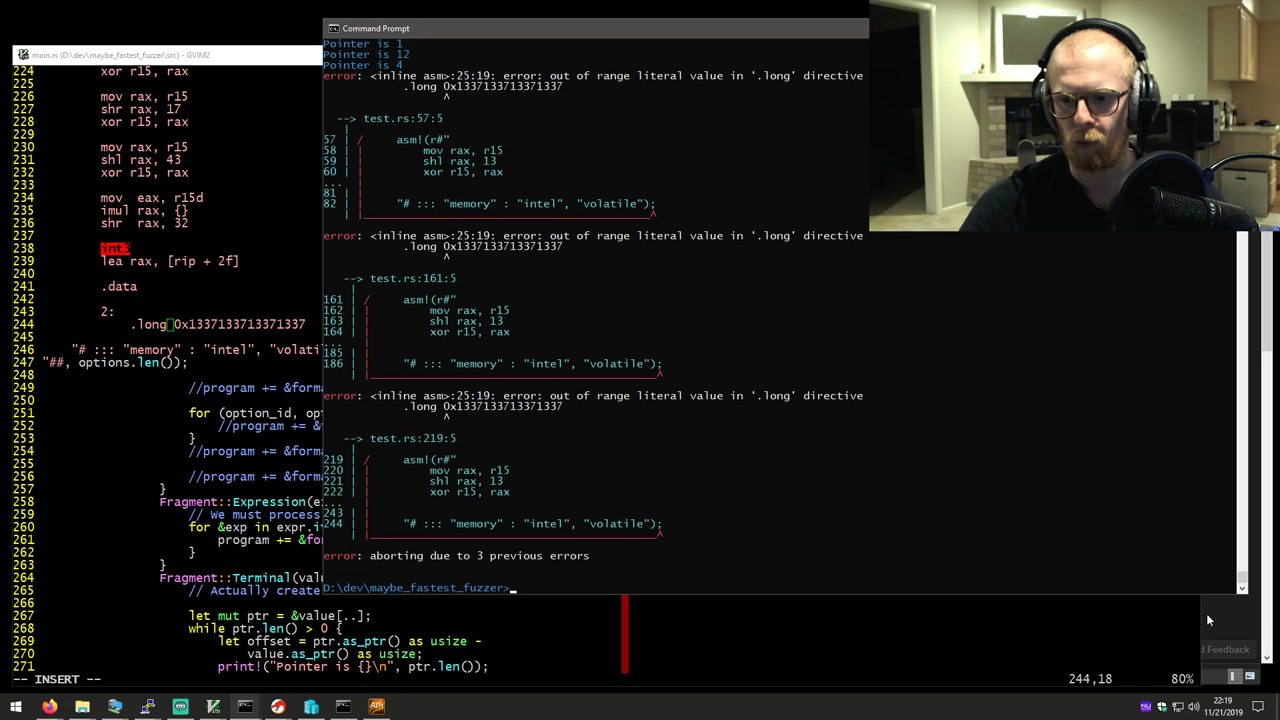 main.rs (D:\dev\maybe_fastest_fuzzer\src) - GVIM2
224 xor r15, rax
225
226 mov rax, r15
227 shr rax, 17
228 xor r15, rax
229
230 mov rax, r15
231 shl rax, 43
232 xor r15, rax
233
234 mov  eax, r15d
235 imul rax, {}
236 shr  rax, 32
237
238 int3
239 lea rax, [rip + 2f]
240
241 .data
242
243 2:
244 .long 0x1337133713371337
245
246 "# ::: "memory" : "intel", "volati
247 "##, options.len());
248
249 //program += &forma
250
251 for (option_id, opt
252 //program += &
253 }
254 //program += &forma
255
256 //program += &forma
257 }
258 Fragment::Expression(ex
259 // We must process
260 for &exp in expr.i
261 program += &fo
262 }
263 }
264 Fragment::Terminal(valu
265 // Actually create
266
267 let mut ptr = &value[..];
268 while ptr.len() > 0 {
269 let offset = ptr.as_ptr() as usize -
270 value.as_ptr() as usize;
271 print!("Pointer is {}\n", ptr.len());
-- INSERT --
244,18 80%
Command Prompt
Pointer is 1
Pointer is 12
Pointer is 4
error: <inline asm>:25:19: error: out of range literal value in '.long' directive
.long 0x1337133713371337
^
--> test.rs:57:5
|
57 | / asm!(r#"
58 | | mov rax, r15
59 | | shl rax, 13
60 | | xor r15, rax
... |
81 | |
82 | | "# ::: "memory" : "intel", "volatile");
| |_____^
error: <inline asm>:25:19: error: out of range literal value in '.long' directive
.long 0x1337133713371337
^
--> test.rs:161:5
|
161 | / asm!(r#"
162 | | mov rax, r15
163 | | shl rax, 13
164 | | xor r15, rax
... |
185 | |
186 | | "# ::: "memory" : "intel", "volatile");
| |_____^
error: <inline asm>:25:19: error: out of range literal value in '.long' directive
.long 0x1337133713371337
^
--> test.rs:219:5
|
219 | / asm!(r#"
220 | | mov rax, r15
221 | | shl rax, 13
222 | | xor r15, rax
... |
243 | |
244 | | "# ::: "memory" : "intel", "volatile");
| |_____^
error: aborting due to 3 previous errors
D:\dev\maybe_fastest_fuzzer>
Feedback
22:19
11/21/2019